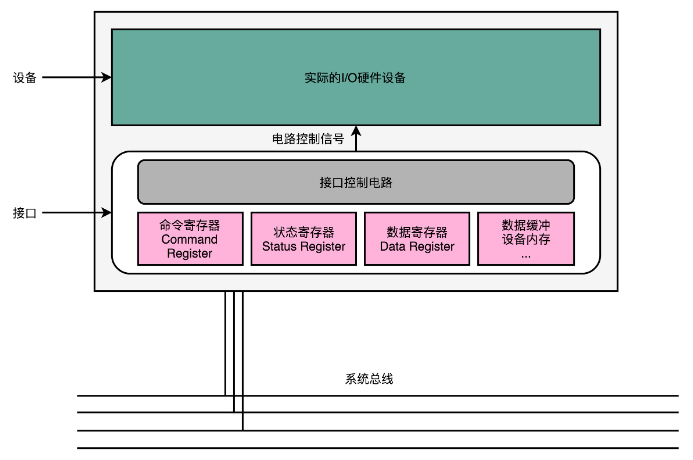 设备
实际的I/O硬件设备
电路控制信号
接口
接口控制电路
命令寄存器
Command
Register
状态寄存器
Status Register
数据寄存器
Data Register
数据缓冲
设备内存
...
系统总线